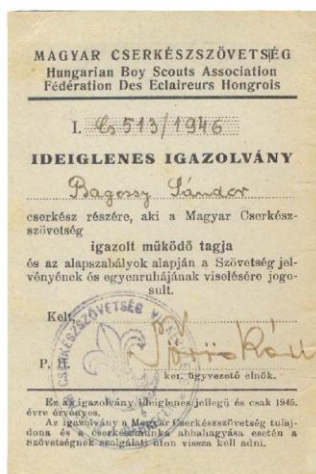 MAGYAR CSERKÉSZSZÖVETSÉG
Hungarian Boy Scouts Association
Fédération Des Eclaireurs Hongrois
I. Cs 513/1946
IDEIGLENES IGAZOLVÁNY
Bagossy Sándor
cserkész részére, aki a Magyar Cserkész-
szövetség
igazolt működő tagja
és az alapszabályok alapján a Szövetség jel-
vényének és egyenruhájának viselésére jogo-
sult.
Kelt,
P. H.
ker. ügyvezető elnök.
CSERKÉSZSZÖVETSÉG
Ez az igazolvány ideiglenes jellegű és csak 1945.
évre érvényes.
Az igazolvány a Magyar Cserkészszövetség tulaj-
dona és a cserkészmunka abbahagyása esetén a
Szövetségnek szolgálati úton vissza kell adni.